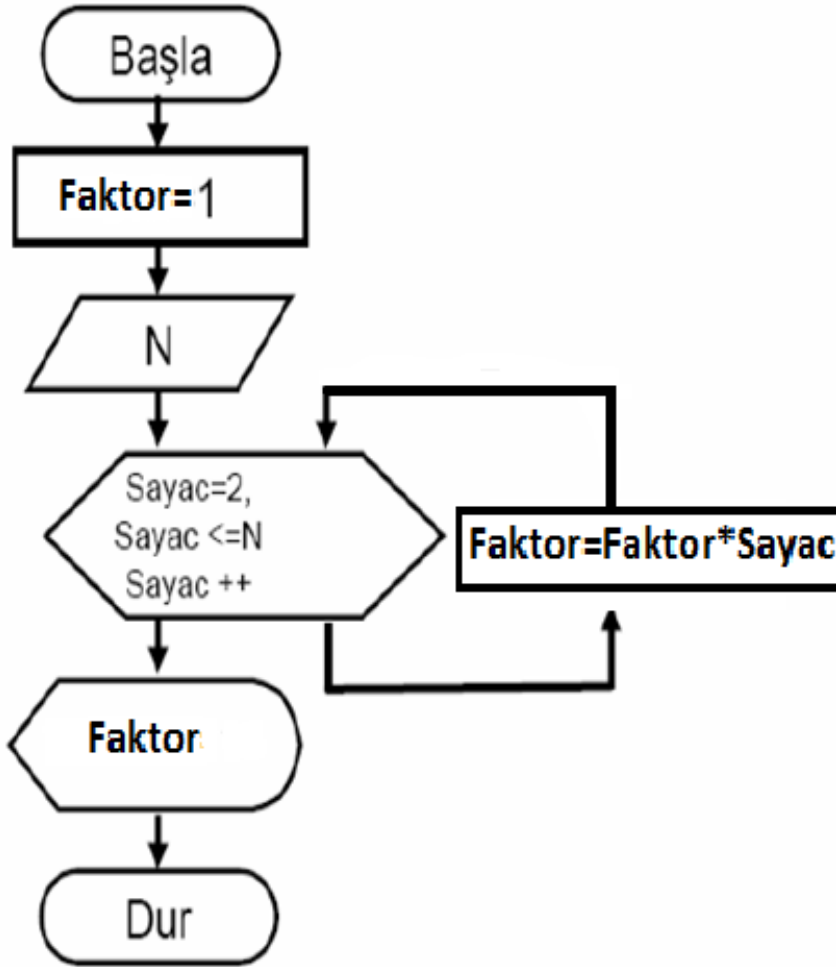 Başla
Faktor=1
N
Sayac=2,
Sayac <=N
Sayac ++
Faktor=Faktor*Sayac
Faktor
Dur